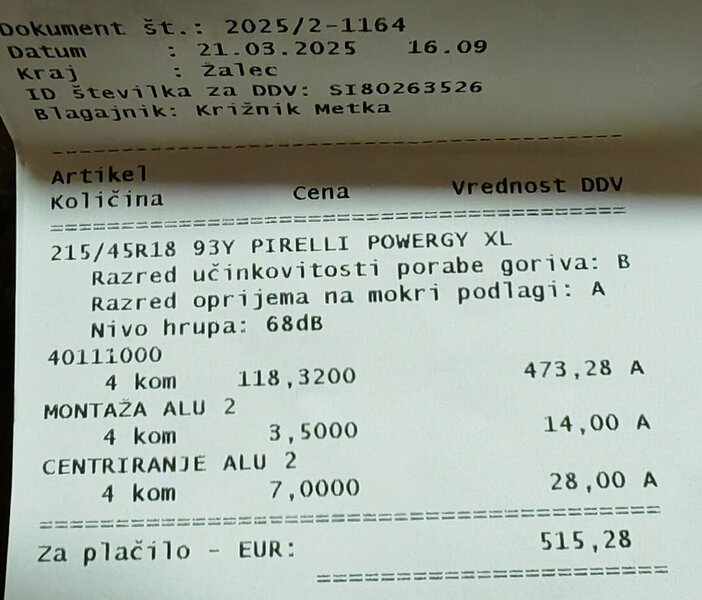 Dokument št.: 2025/2-1164
Datum : 21.03.2025 16.09
Kraj : Žalec
ID številka za DDV: SI80263526
Blagajnik: Križnik Metka
Artikel
Količina Cena Vrednost DDV
215/45R18 93Y PIRELLI POWERGY XL
Razred učinkovitosti porabe goriva: B
Razred oprijema na mokri podlagi: A
Nivo hrupa: 68dB
40111000
4 kom 118,3200 473,28 A
MONTAŽA ALU 2
4 kom 3,5000 14,00 A
CENTRIRANJE ALU 2
4 kom 7,0000 28,00 A
Za plačilo - EUR: 515,28